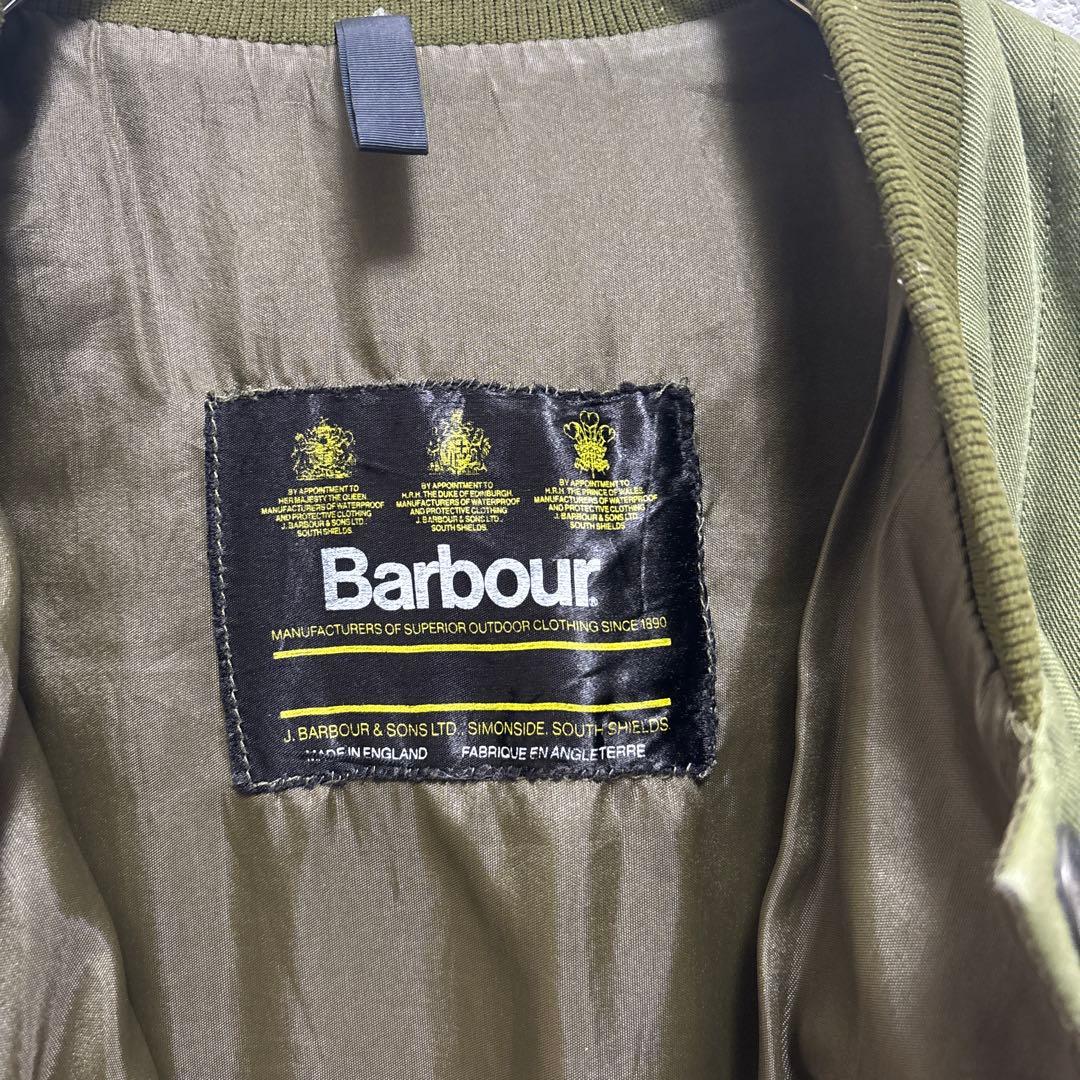 BY APPOINTMENT TO
HER MAJESTY THE QUEEN
MANUFACTURERS OF WATERPROOF
AND PROTECTIVE CLOTHING
J. BARBOUR & SONS LTD.
SOUTH SHIELDS.
BY APPOINTMENT TO
H.R.H. THE DUKE OF EDINBURGH.
MANUFACTURERS OF WATERPROOF
AND PROTECTIVE CLOTHING
J. BARBOUR & SONS LTD.
SOUTH SHIELDS.
BY APPOINTMENT TO
H.R.H. THE PRINCE OF WALES.
MANUFACTURERS OF WATERPROOF
AND PROTECTIVE CLOTHING
J. BARBOUR & SONS LTD.
SOUTH SHIELDS.
Barbour.
MANUFACTURERS OF SUPERIOR OUTDOOR CLOTHING SINCE 1890
J. BARBOUR & SONS LTD., SIMONSIDE, SOUTH SHIELDS.
MADE IN ENGLAND FABRIQUE EN ANGLETERRE